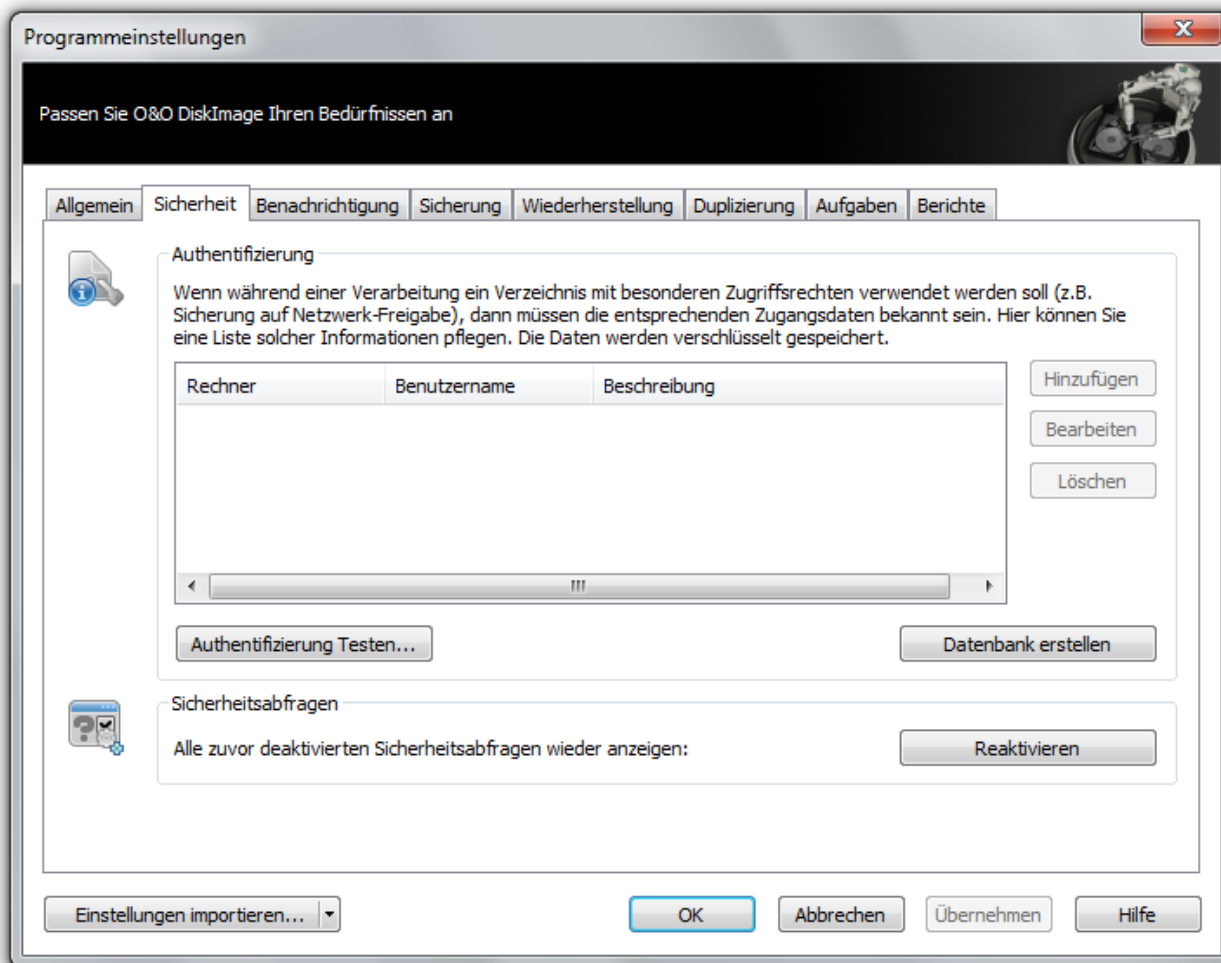 Programmeinstellungen
Passen Sie O&O DiskImage Ihren Bedürfnissen an
Allgemein Sicherheit Benachrichtigung Sicherung Wiederherstellung Duplizierung Aufgaben Berichte
Authentifizierung
Wenn während einer Verarbeitung ein Verzeichnis mit besonderen Zugriffsrechten verwendet werden soll (z.B.
Sicherung auf Netzwerk-Freigabe), dann müssen die entsprechenden Zugangsdaten bekannt sein. Hier können Sie
eine Liste solcher Informationen pflegen. Die Daten werden verschlüsselt gespeichert.
Rechner Benutzername Beschreibung
Hinzufügen
Bearbeiten
Löschen
Authentifizierung Testen... Datenbank erstellen
Sicherheitsabfragen
Alle zuvor deaktivierten Sicherheitsabfragen wieder anzeigen: Reaktivieren
Einstellungen importieren... OK Abbrechen Übernehmen Hilfe